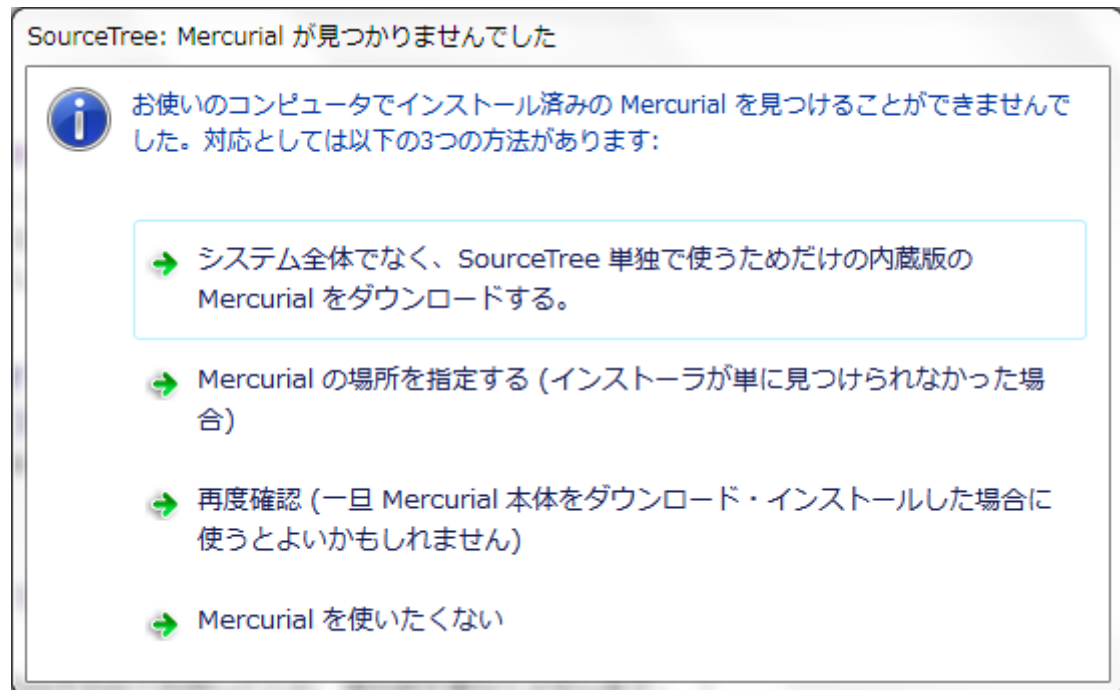 SourceTree: Mercurial が見つかりませんでした
お使いのコンピュータでインストール済みの Mercurial を見つけることができませんで
した。対応としては以下の3つの方法があります:
システム全体でなく、SourceTree 単独で使うためだけの内蔵版の
Mercurial をダウンロードする。
Mercurial の場所を指定する (インストーラが単に見つけられなかった場
合)
再度確認 (一旦 Mercurial 本体をダウンロード・インストールした場合に
使うとよいかもしれません)
Mercurial を使いたくない